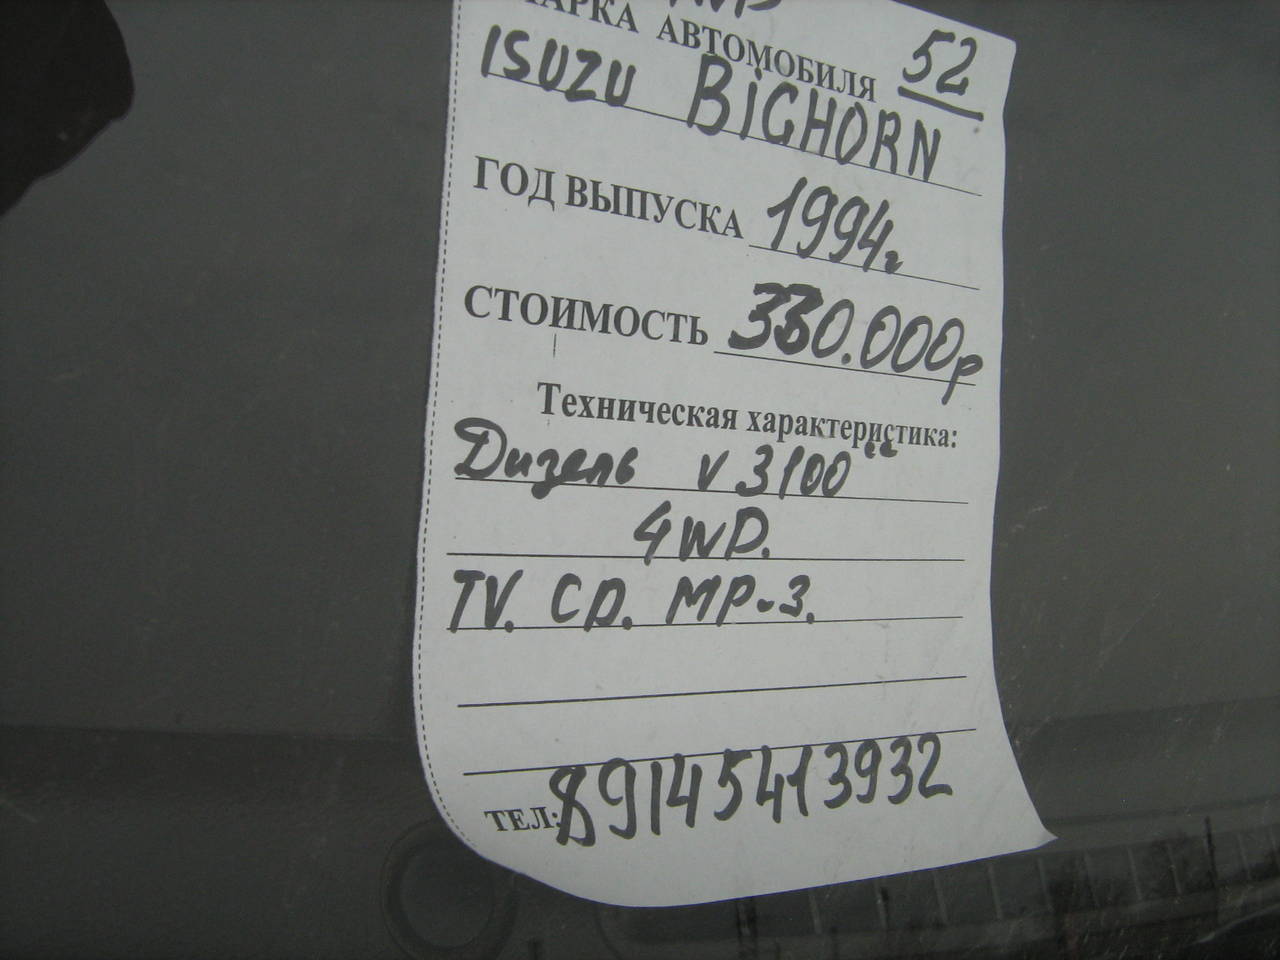 МАРКА АВТОМОБИЛЯ 52
ISUZU BIGHORN
ГОД ВЫПУСКА 1994г
СТОИМОСТЬ 330.000р
Техническая характеристика:
Дизель V 3100"
4WD.
TV. CD. MP-3.
ТЕЛ: 89145413932